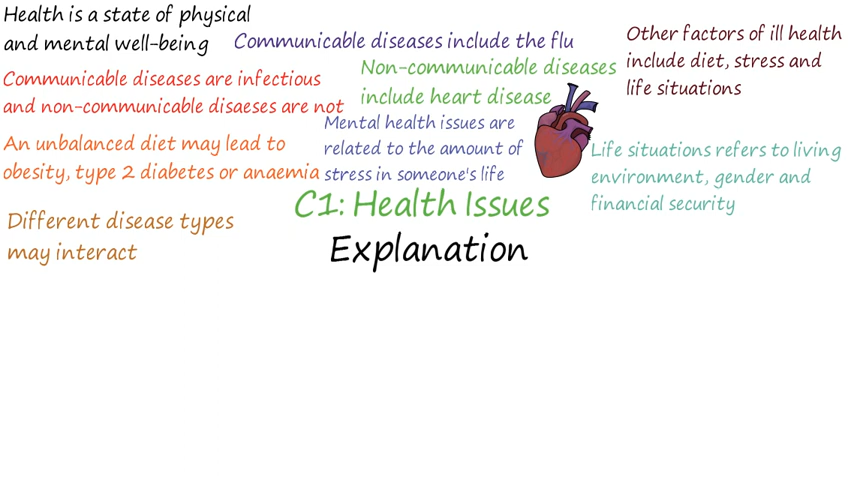 Health is a state of physical
and mental well-being
Communicable diseases include the flu
Other factors of ill health
include diet, stress and
life situations
Communicable diseases are infectious
and non-communicable disaeses are not
Non-communicable diseases
include heart disease
An unbalanced diet may lead to
obesity, type 2 diabetes or anaemia
Mental health issues are
related to the amount of
stress in someone's life
Life situations refers to living
environment, gender and
financial security
C1: Health Issues
Different disease types
may interact
Explanation